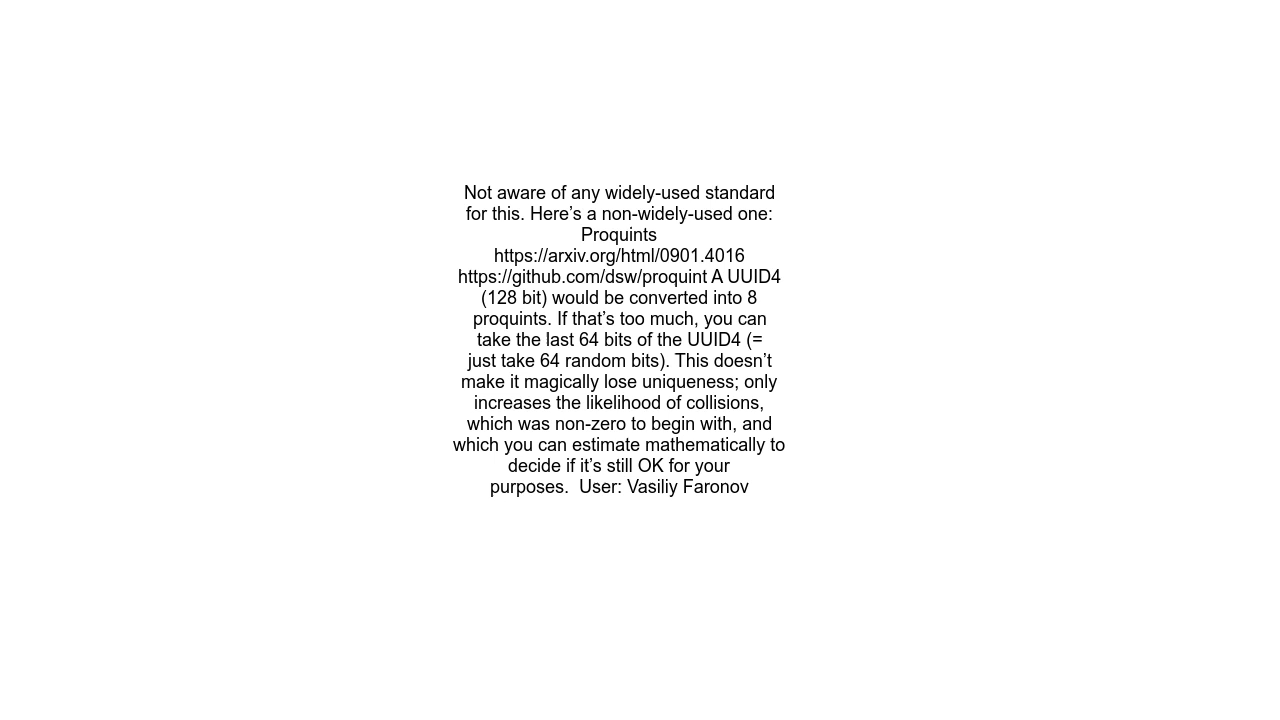 Not aware of any widely-used standard
for this. Here’s a non-widely-used one:
Proquints
https://arxiv.org/html/0901.4016
https://github.com/dsw/proquint A UUID4
(128 bit) would be converted into 8
proquints. If that’s too much, you can
take the last 64 bits of the UUID4 (=
just take 64 random bits). This doesn’t
make it magically lose uniqueness; only
increases the likelihood of collisions,
which was non-zero to begin with, and
which you can estimate mathematically to
decide if it’s still OK for your
purposes.  User: Vasiliy Faronov